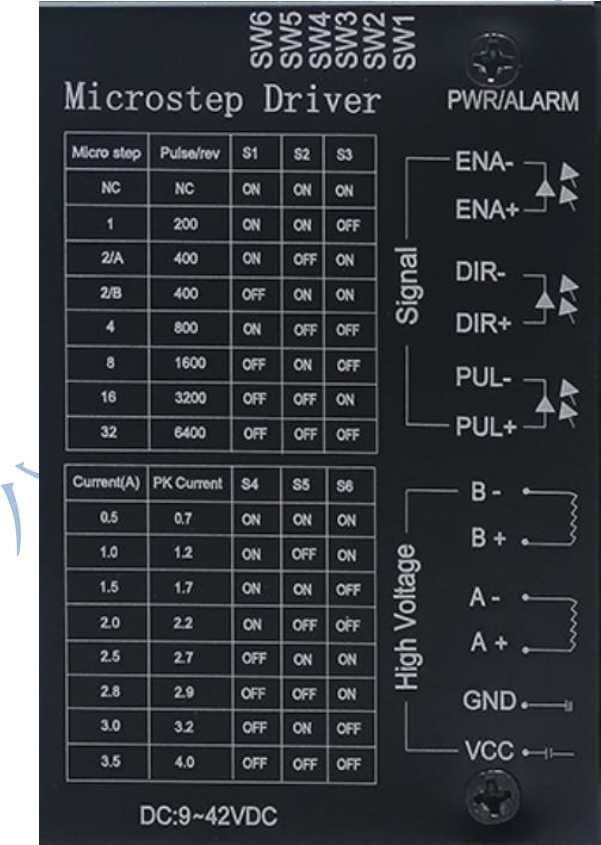 SW6
SW5
SW4
SW3
SW2
SW1
Microstep Driver
PWR/ALARM
Micro step Pulse/rev S1 S2 S3
NC NC ON ON ON
1 200 ON ON OFF
2/A 400 ON OFF ON
2/B 400 OFF ON ON
4 800 ON OFF OFF
8 1600 OFF ON OFF
16 3200 OFF OFF ON
32 6400 OFF OFF OFF
Current(A) PK Current S4 S5 S6
0.5 0.7 ON ON ON
1.0 1.2 ON OFF ON
1.5 1.7 ON ON OFF
2.0 2.2 ON OFF OFF
2.5 2.7 OFF ON ON
2.8 2.9 OFF OFF ON
3.0 3.2 OFF ON OFF
3.5 4.0 OFF OFF OFF
DC:9~42VDC
Signal
ENA-
ENA+
DIR-
DIR+
PUL-
PUL+
High Voltage
B -
B +
A -
A +
GND
VCC